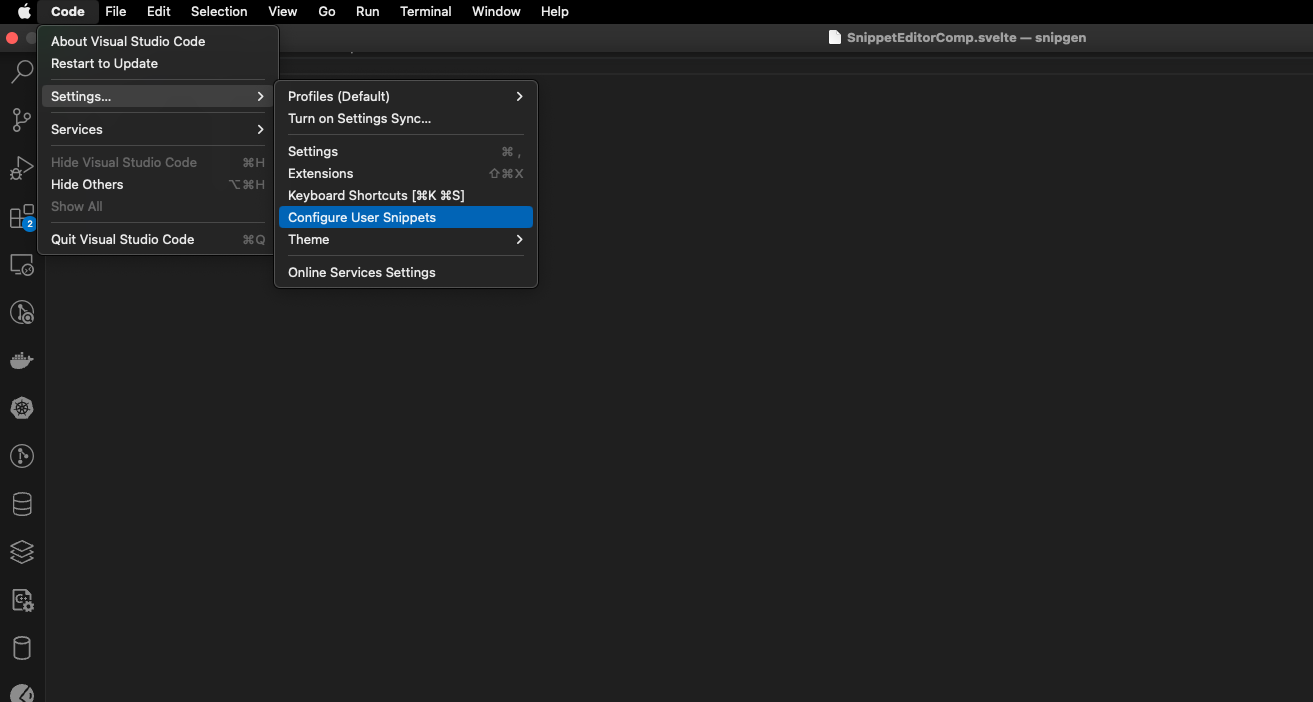 Code File Edit Selection View Go Run Terminal Window Help
SnippetEditorComp.svelte — snipgen
About Visual Studio Code
Restart to Update
Settings...
Services
Hide Visual Studio Code ⌘H
Hide Others ⌥⌘H
Show All
Quit Visual Studio Code ⌘Q
Profiles (Default)
Turn on Settings Sync...
Settings ⌘ ,
Extensions ⇧⌘X
Keyboard Shortcuts [⌘K ⌘S]
Configure User Snippets
Theme
Online Services Settings
2